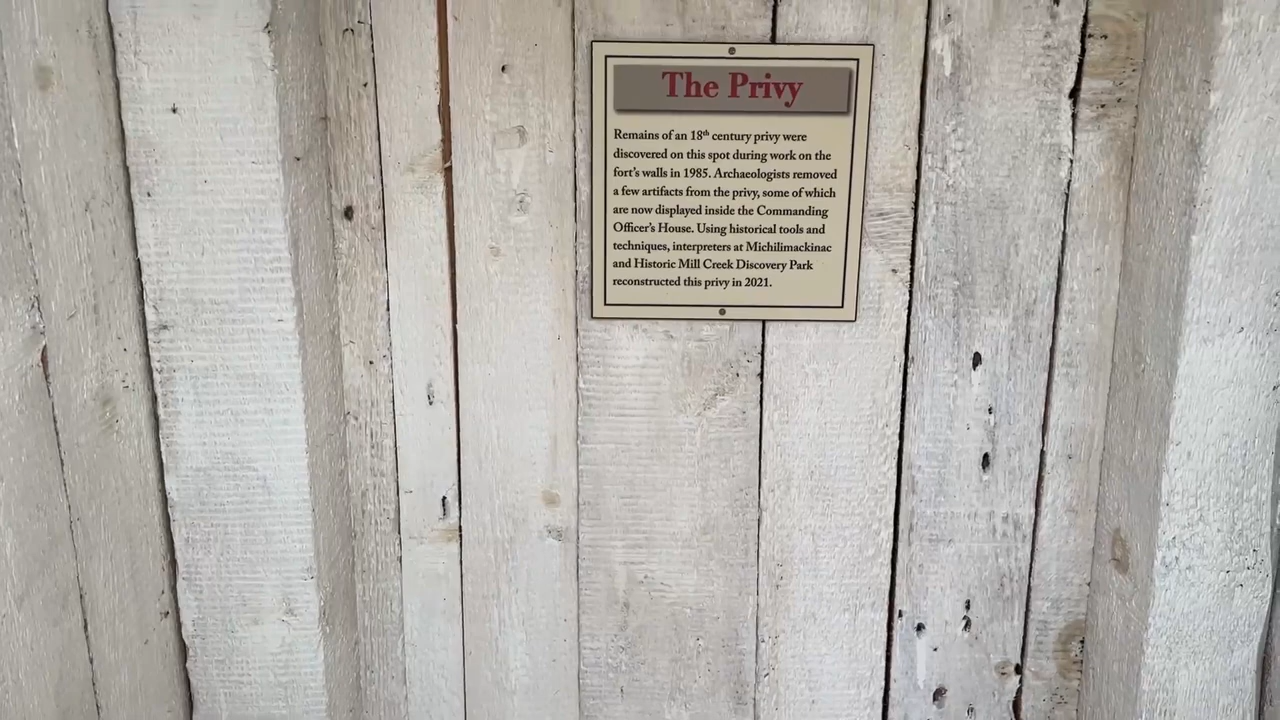 The Privy
Remains of an 18th century privy were
discovered on this spot during work on the
fort's walls in 1985. Archaeologists removed
a few artifacts from the privy, some of which
are now displayed inside the Commanding
Officer's House. Using historical tools and
techniques, interpreters at Michilimackinac
and Historic Mill Creek Discovery Park
reconstructed this privy in 2021.